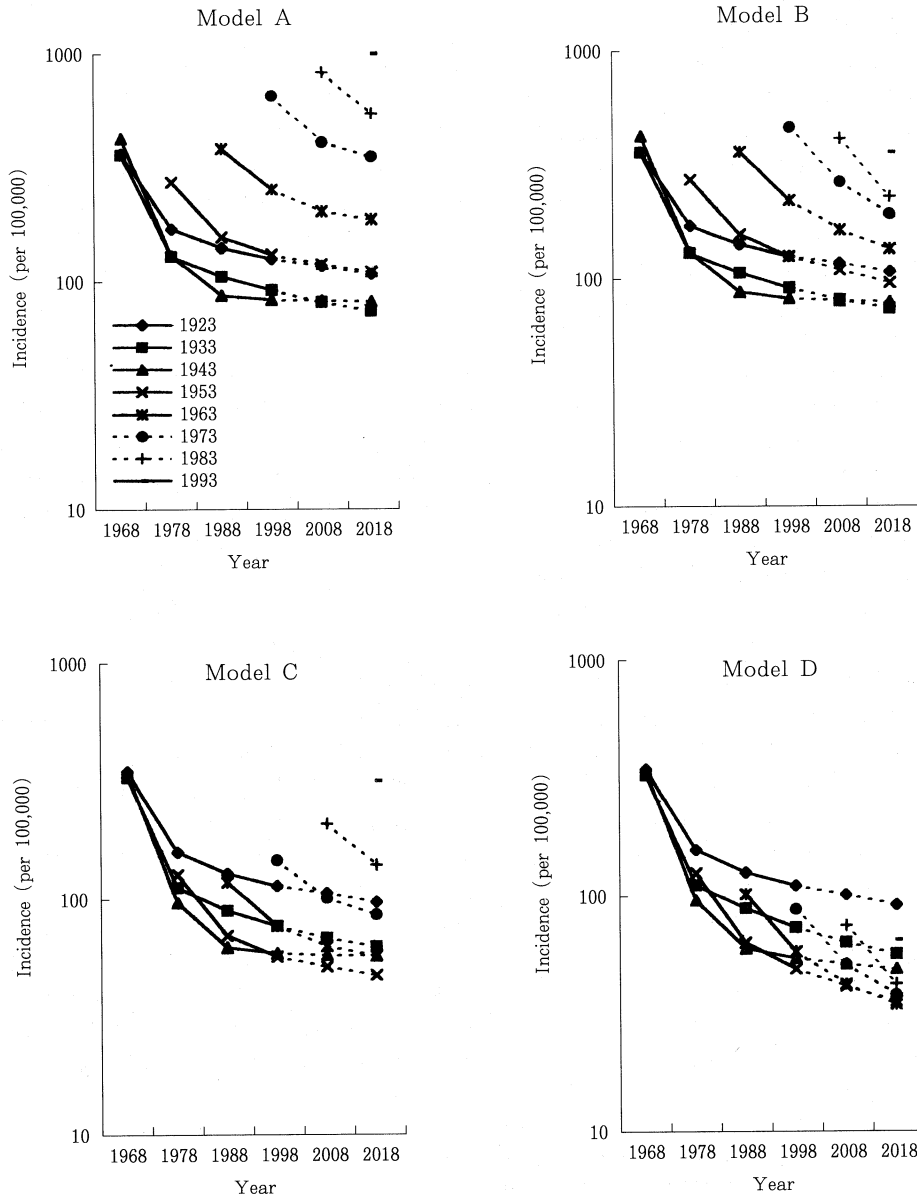 Model A
Incidence (per 100,000)
1000
100
10
1923
1933
1943
1953
1963
1973
1983
1993
1968 1978 1988 1998 2008 2018
Year
Model B
Incidence (per 100,000)
1000
100
10
1968 1978 1988 1998 2008 2018
Year
Model C
Incidence (per 100,000)
1000
100
10
1968 1978 1988 1998 2008 2018
Year
Model D
Incidence (per 100,000)
1000
100
10
1968 1978 1988 1998 2008 2018
Year